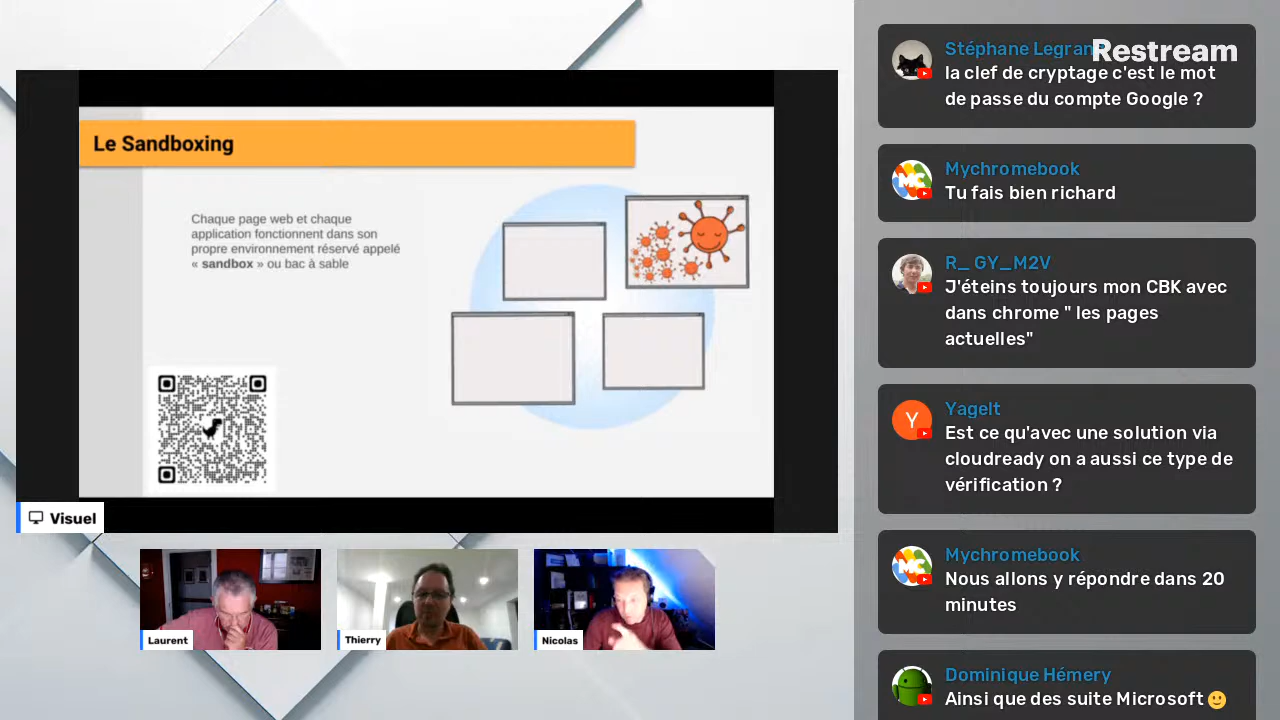 Le Sandboxing
Chaque page web et chaque
application fonctionnent dans son
propre environnement réservé appelé
« sandbox » ou bac à sable
Visuel
Laurent
Thierry
Nicolas
Restream
Stéphane Legran
la clef de cryptage c'est le mot
de passe du compte Google ?
Mychromebook
Tu fais bien richard
R_ GY_M2V
J'éteins toujours mon CBK avec
dans chrome " les pages
actuelles"
Y
YageIt
Est ce qu'avec une solution via
cloudready on a aussi ce type de
vérification ?
Mychromebook
Nous allons y répondre dans 20
minutes
Dominique Hémery
Ainsi que des suite Microsoft 🙂